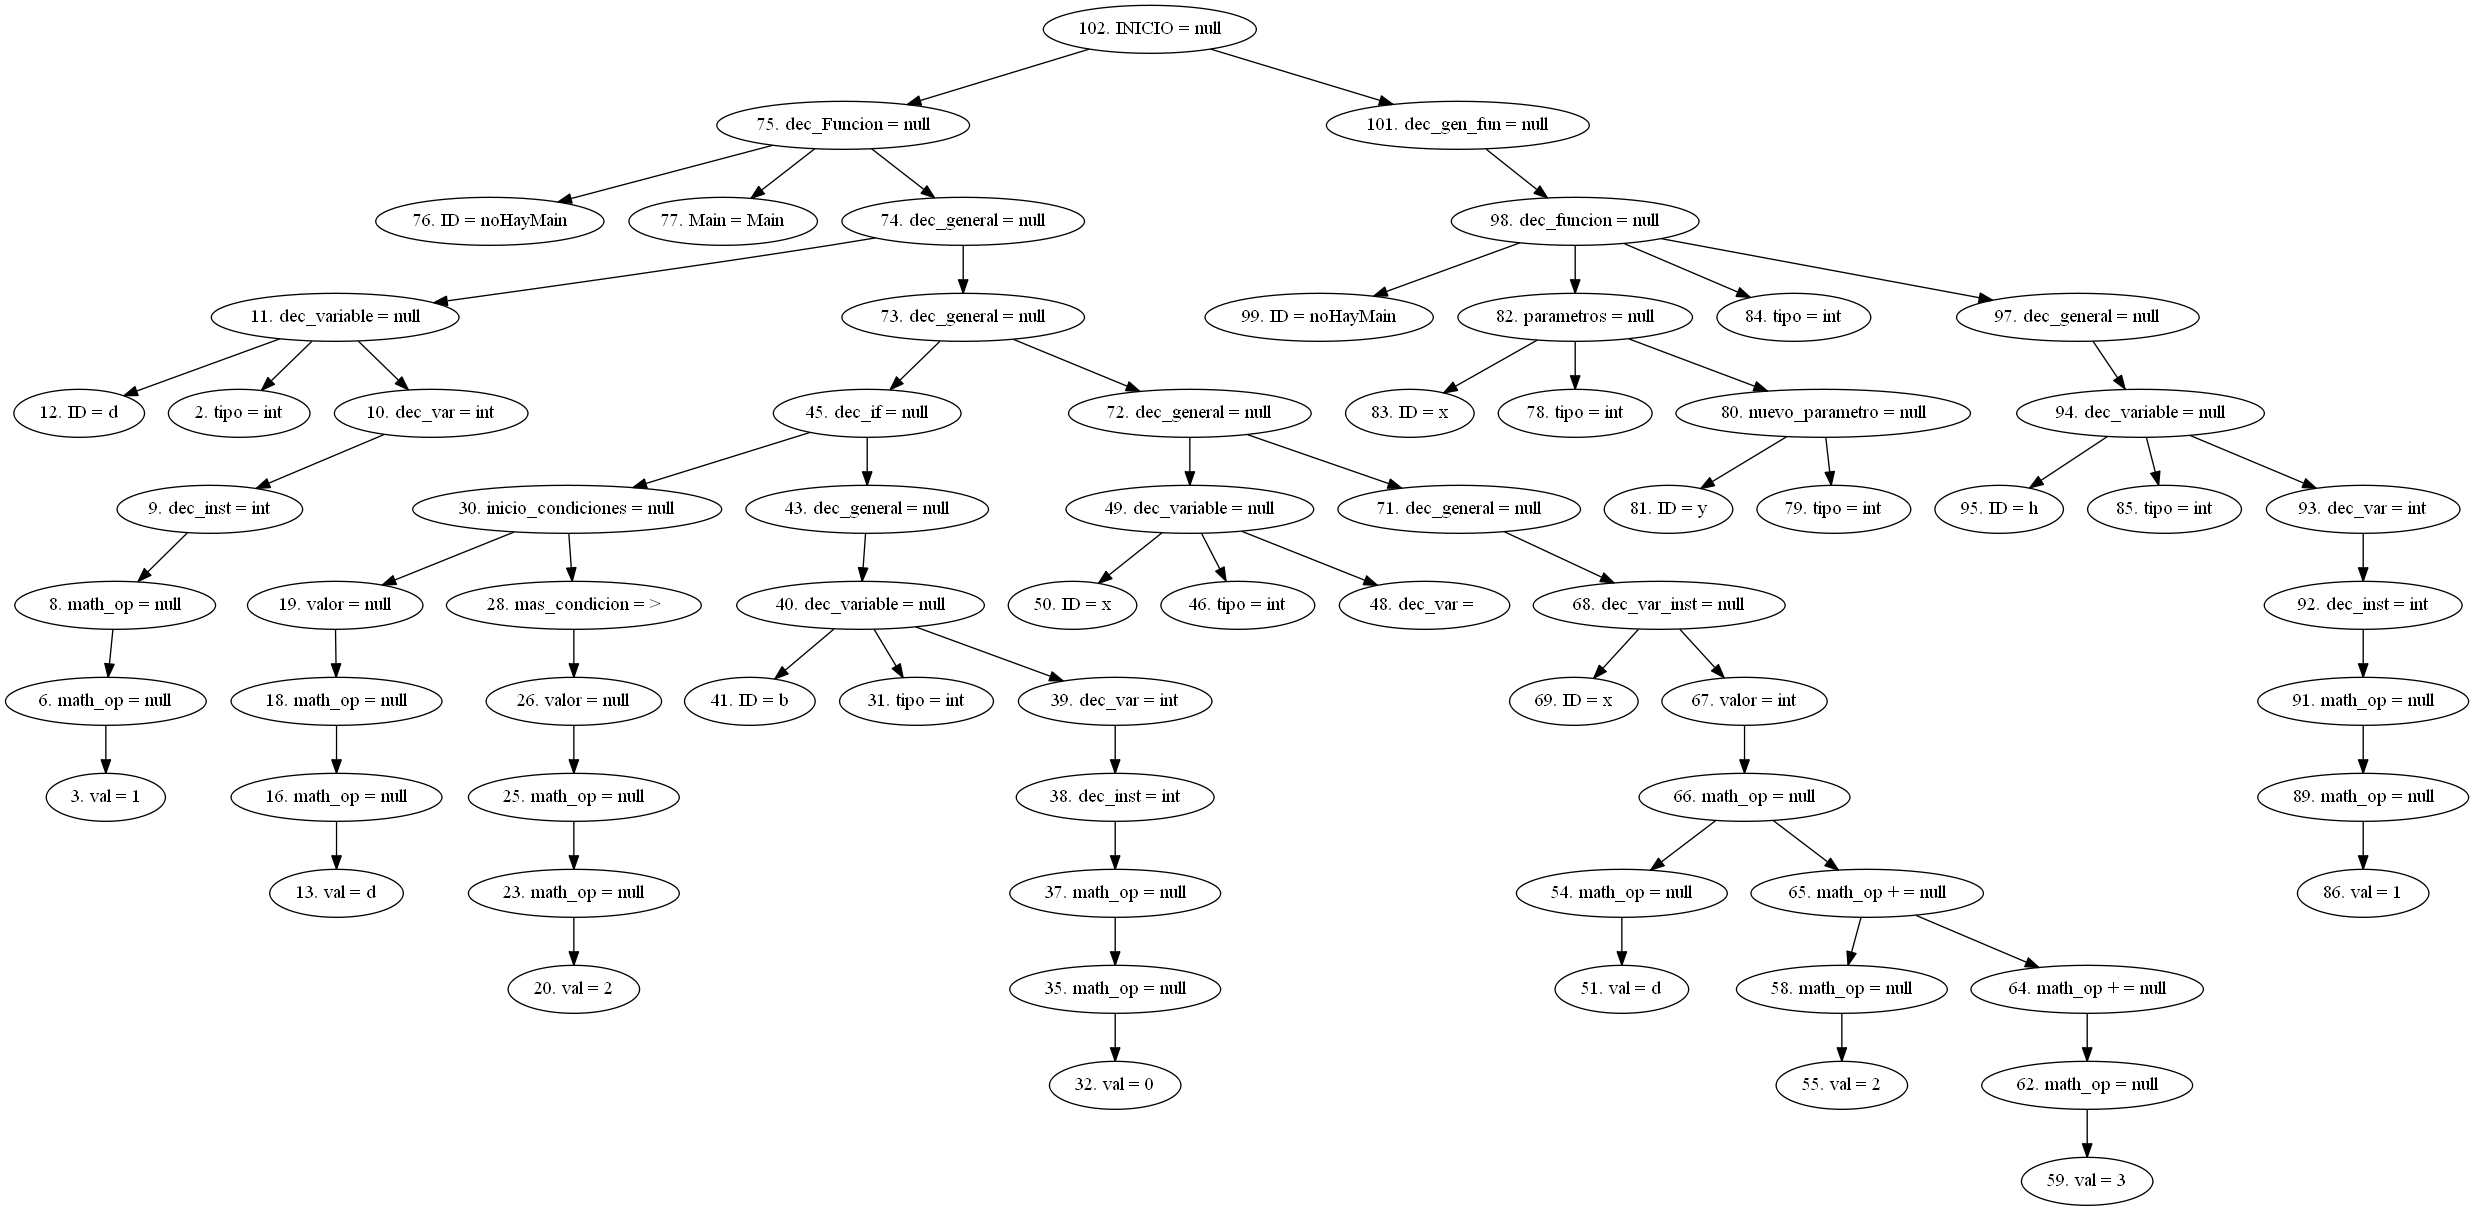 102. INICIO = null
75. dec_Funcion = null
101. dec_gen_fun = null
76. ID = noHayMain
77. Main = Main
74. dec_general = null
98. dec_funcion = null
11. dec_variable = null
73. dec_general = null
99. ID = noHayMain
82. parametros = null
84. tipo = int
97. dec_general = null
12. ID = d
2. tipo = int
10. dec_var = int
45. dec_if = null
72. dec_general = null
83. ID = x
78. tipo = int
80. nuevo_parametro = null
94. dec_variable = null
9. dec_inst = int
30. inicio_condiciones = null
43. dec_general = null
49. dec_variable = null
71. dec_general = null
81. ID = y
79. tipo = int
95. ID = h
85. tipo = int
93. dec_var = int
8. math_op = null
19. valor = null
28. mas_condicion = >
40. dec_variable = null
50. ID = x
46. tipo = int
48. dec_var =
68. dec_var_inst = null
92. dec_inst = int
6. math_op = null
18. math_op = null
26. valor = null
41. ID = b
31. tipo = int
39. dec_var = int
69. ID = x
67. valor = int
91. math_op = null
3. val = 1
16. math_op = null
25. math_op = null
38. dec_inst = int
66. math_op = null
89. math_op = null
13. val = d
23. math_op = null
37. math_op = null
54. math_op = null
65. math_op + = null
86. val = 1
20. val = 2
35. math_op = null
51. val = d
58. math_op = null
64. math_op + = null
32. val = 0
55. val = 2
62. math_op = null
59. val = 3